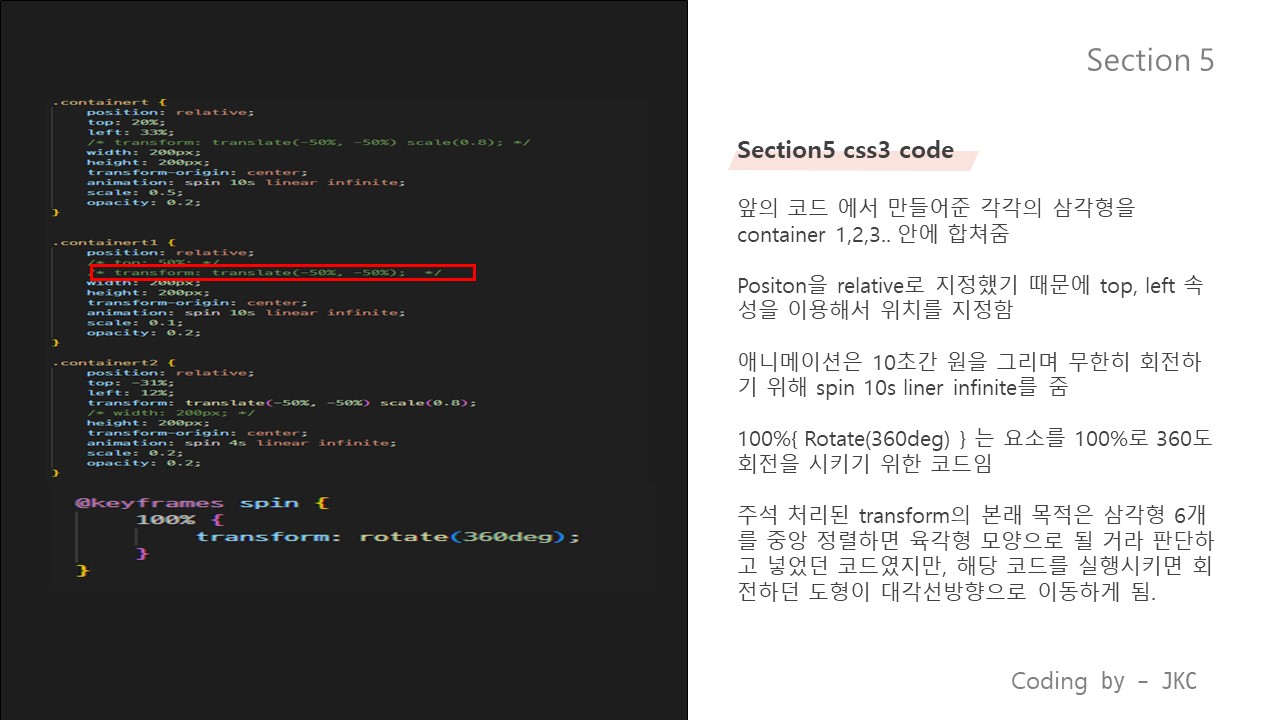 .containert {
position: relative;
top: 20%;
left: 33%;
/* transform: translate(-50%, -50%) scale(0.8); */
width: 200px;
height: 200px;
transform-origin: center;
animation: spin 10s linear infinite;
scale: 0.5;
opacity: 0.2;
}
.containert1 {
position: relative;
/* top: 50%; */
/* transform: translate(-50%, -50%);  */
width: 200px;
height: 200px;
transform-origin: center;
animation: spin 10s linear infinite;
scale: 0.1;
opacity: 0.2;
}
.containert2 {
position: relative;
top: -31%;
left: 12%;
transform: translate(-50%, -50%) scale(0.8);
/* width: 200px; */
height: 200px;
transform-origin: center;
animation: spin 4s linear infinite;
scale: 0.2;
opacity: 0.2;
}
@keyframes spin {
100% {
transform: rotate(360deg);
}
}
Section 5
Section5 css3 code
앞의 코드 에서 만들어준 각각의 삼각형을
container 1,2,3.. 안에 합쳐줌
Positon을 relative로 지정했기 때문에 top, left 속
성을 이용해서 위치를 지정함
애니메이션은 10초간 원을 그리며 무한히 회전하
기 위해 spin 10s liner infinite를 줌
100%{ Rotate(360deg) } 는 요소를 100%로 360도
회전을 시키기 위한 코드임
주석 처리된 transform의 본래 목적은 삼각형 6개
를 중앙 정렬하면 육각형 모양으로 될 거라 판단하
고 넣었던 코드였지만, 해당 코드를 실행시키면 회
전하던 도형이 대각선방향으로 이동하게 됨.
Coding by – JKC